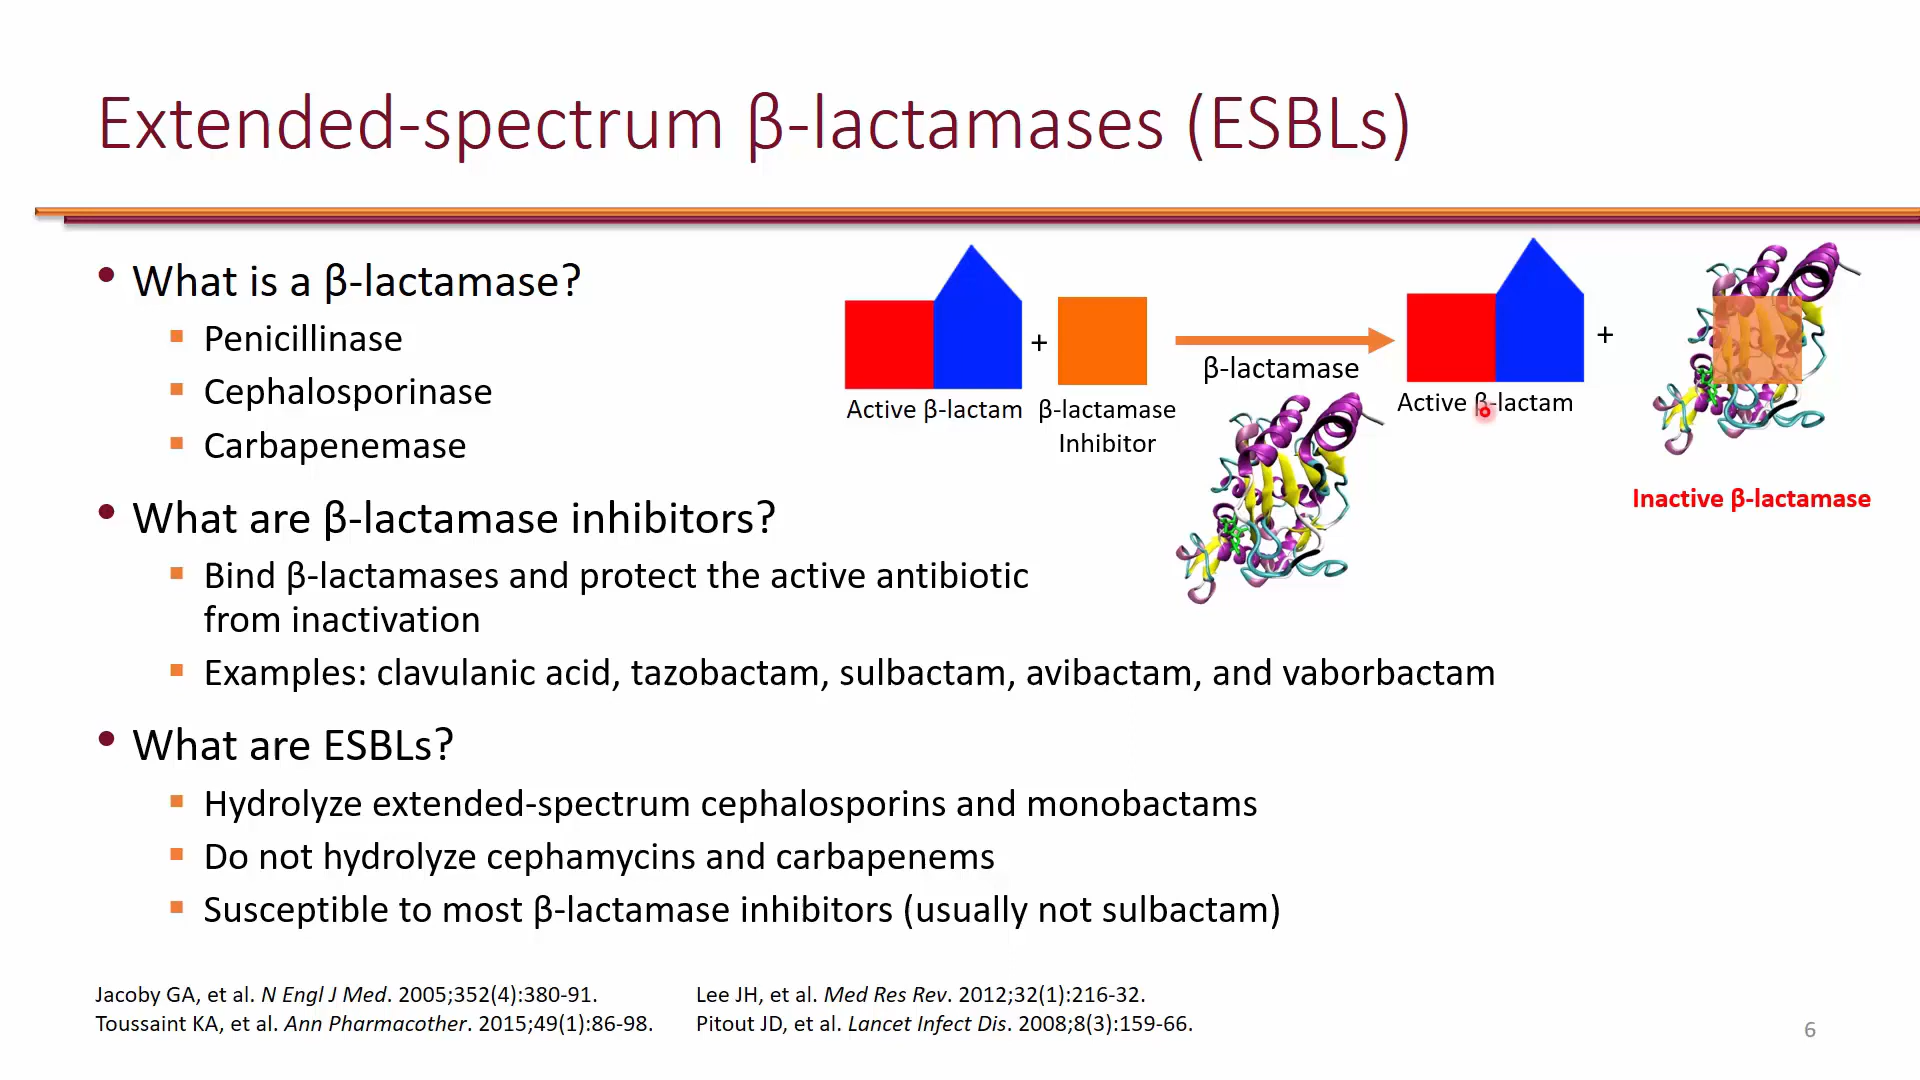 Extended-spectrum β-lactamases (ESBLs)
• What is a β-lactamase?
▪ Penicillinase
▪ Cephalosporinase
▪ Carbapenemase
• What are β-lactamase inhibitors?
▪ Bind β-lactamases and protect the active antibiotic
from inactivation
▪ Examples: clavulanic acid, tazobactam, sulbactam, avibactam, and vaborbactam
• What are ESBLs?
▪ Hydrolyze extended-spectrum cephalosporins and monobactams
▪ Do not hydrolyze cephamycins and carbapenems
▪ Susceptible to most β-lactamase inhibitors (usually not sulbactam)
+
Active β-lactam
β-lactamase
Inhibitor
β-lactamase
Active β-lactam
+
Inactive β-lactamase
Jacoby GA, et al. N Engl J Med. 2005;352(4):380-91.
Toussaint KA, et al. Ann Pharmacother. 2015;49(1):86-98.
Lee JH, et al. Med Res Rev. 2012;32(1):216-32.
Pitout JD, et al. Lancet Infect Dis. 2008;8(3):159-66.
6